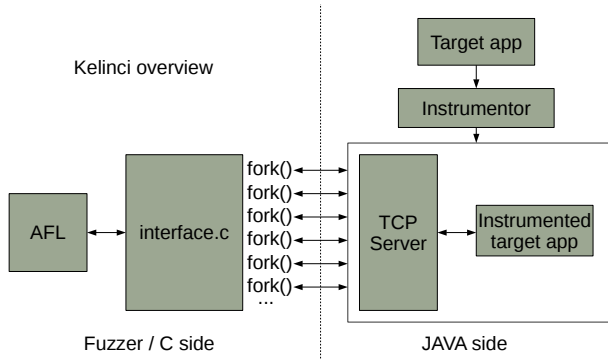 Kelinci overview
Target app
Instrumentor
AFL
interface.c
fork()
fork()
fork()
fork()
fork()
fork()
...
TCP
Server
Instrumented
target app
Fuzzer / C side
JAVA side